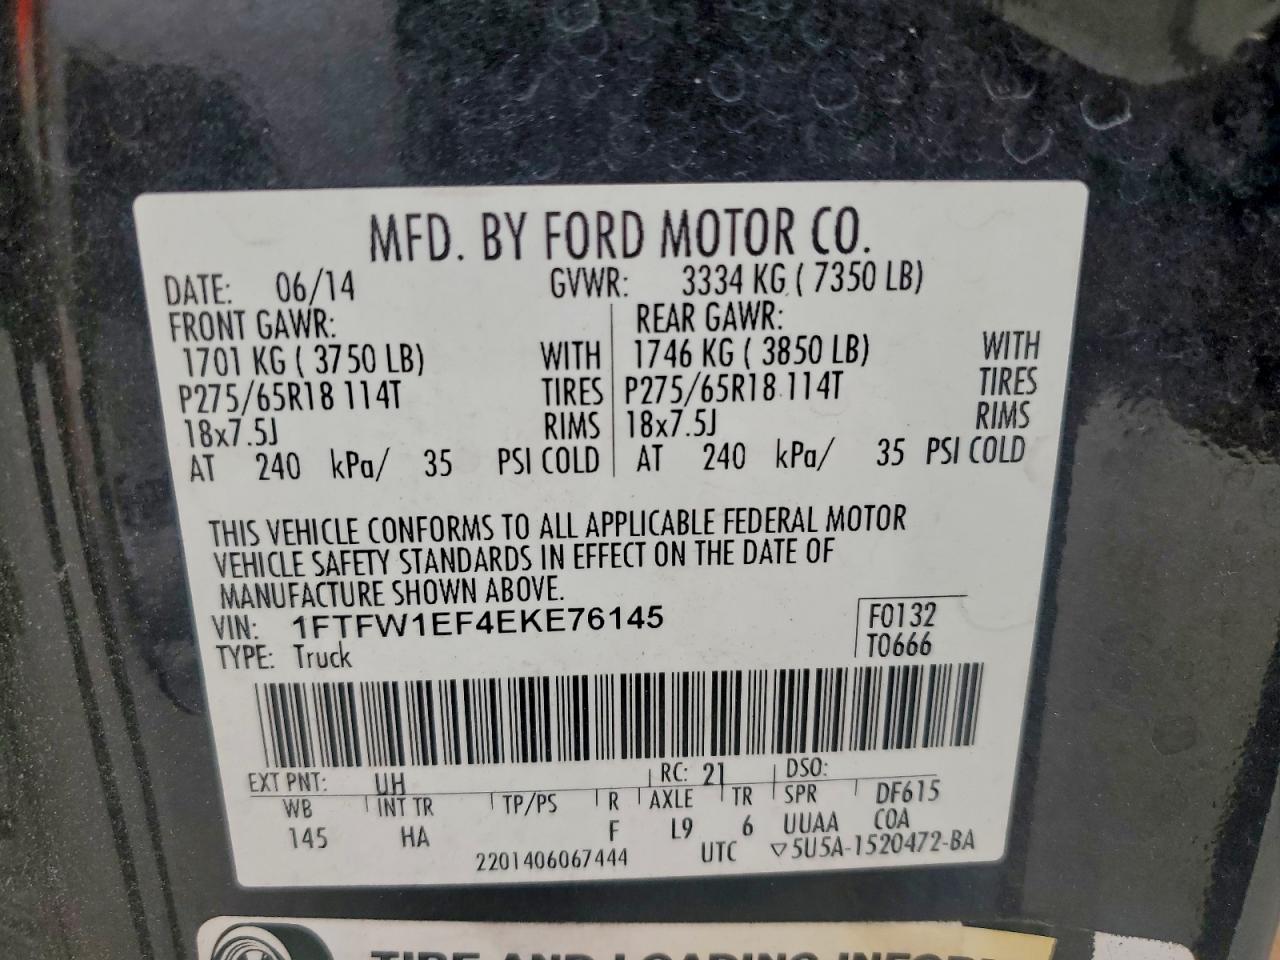 MFD. BY FORD MOTOR CO.
DATE: 06/14 GVWR: 3334 KG ( 7350 LB)
FRONT GAWR: REAR GAWR:
1701 KG ( 3750 LB) WITH 1746 KG ( 3850 LB) WITH
P275/65R18 114T TIRES P275/65R18 114T TIRES
18x7.5J RIMS 18x7.5J RIMS
AT 240 kPa/ 35 PSI COLD AT 240 kPa/ 35 PSI COLD
THIS VEHICLE CONFORMS TO ALL APPLICABLE FEDERAL MOTOR
VEHICLE SAFETY STANDARDS IN EFFECT ON THE DATE OF
MANUFACTURE SHOWN ABOVE.
VIN: 1FTFW1EF4EKE76145 F0132
TYPE: Truck T0666
EXT PNT: UH RC: 21 DSO:
WB INT TR TP/PS R AXLE TR SPR DF615
145 HA F L9 6 UUAA COA
2201406067444 UTC ▽5U5A-1520472-BA
TIRE AND LOADING